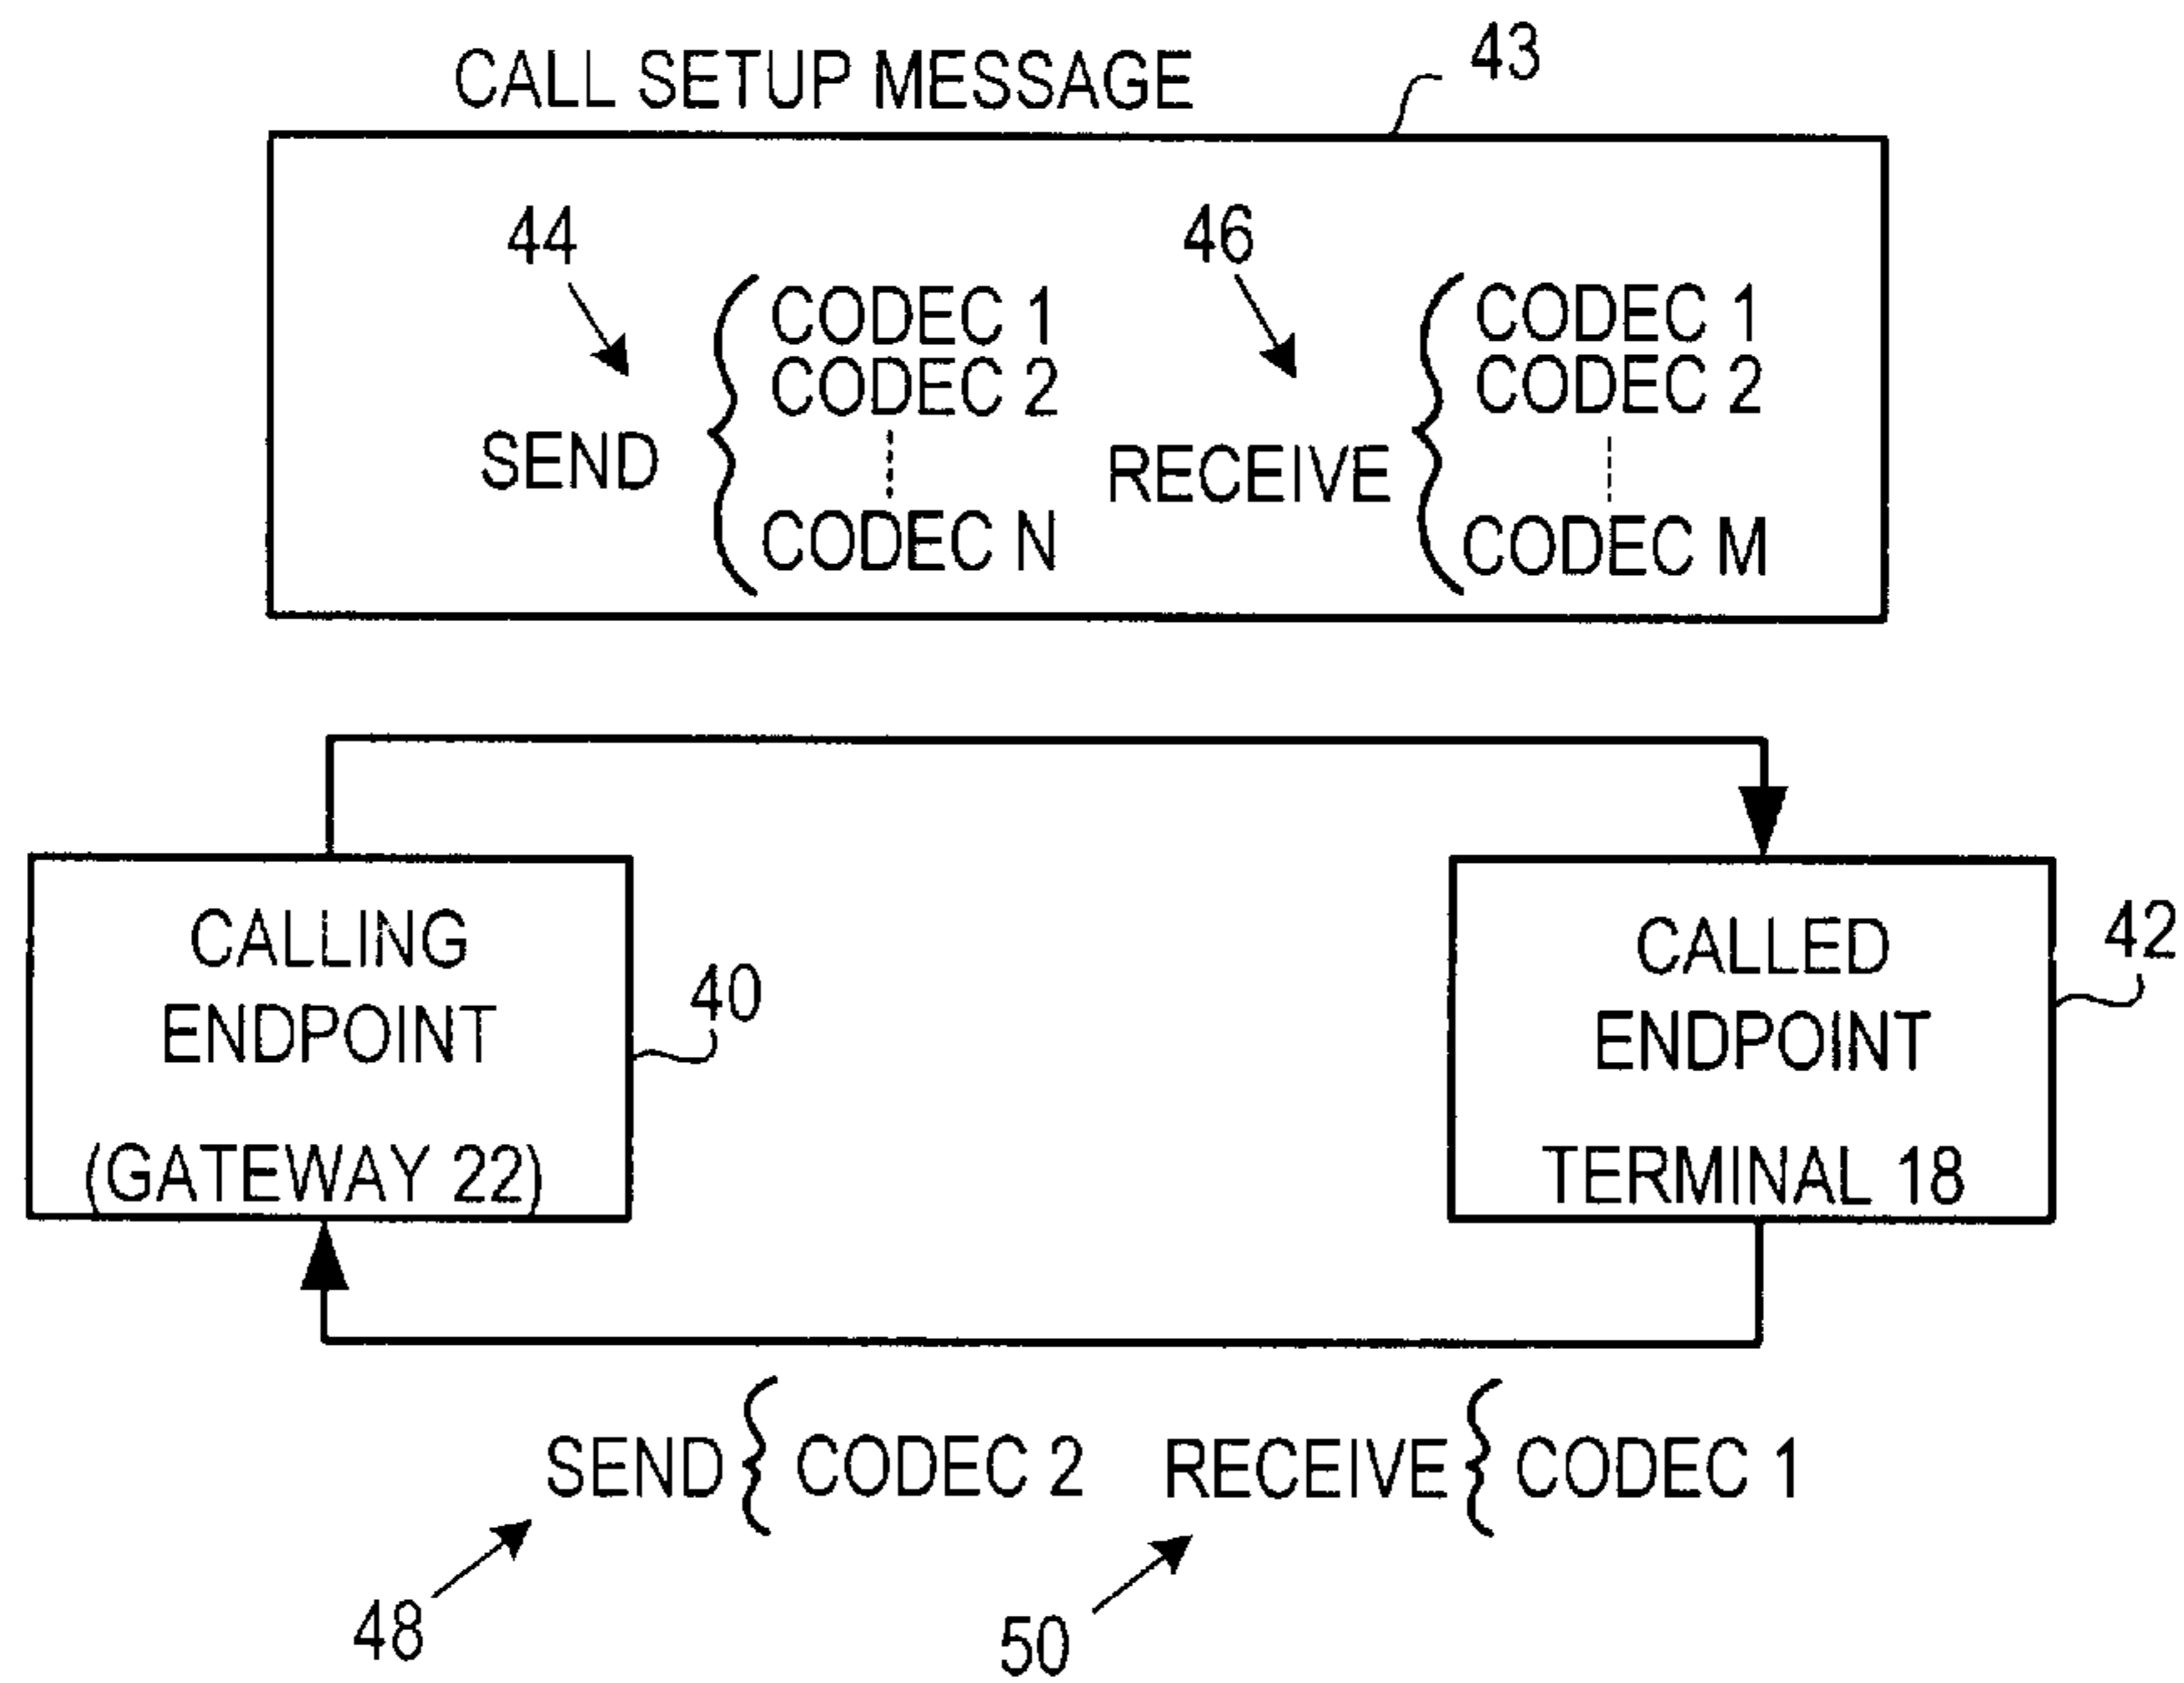 CALL SETUP MESSAGE
43
44
46
SEND
CODEC 1
CODEC 2
CODEC N
RECEIVE
CODEC 1
CODEC 2
CODEC M
CALLING
ENDPOINT
(GATEWAY 22)
40
CALLED
ENDPOINT
TERMINAL 18
42
SEND { CODEC 2
RECEIVE { CODEC 1
48
50